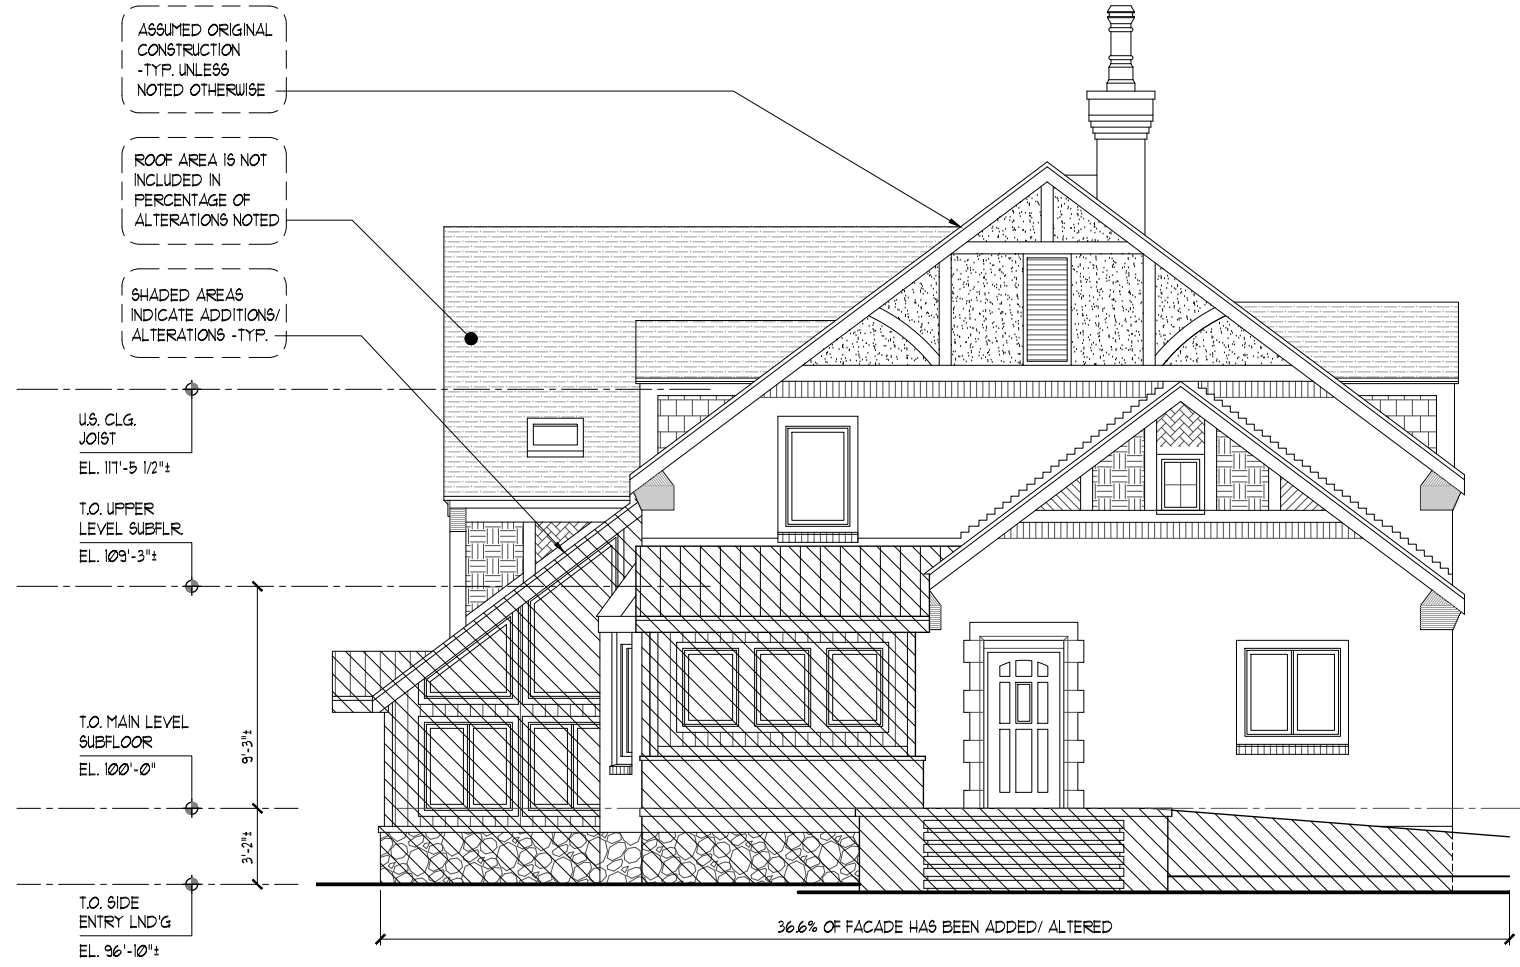 ASSUMED ORIGINAL
CONSTRUCTION
-TYP. UNLESS
NOTED OTHERWISE
ROOF AREA IS NOT
INCLUDED IN
PERCENTAGE OF
ALTERATIONS NOTED
SHADED AREAS
INDICATE ADDITIONS/
ALTERATIONS -TYP.
U.S. CLG.
JOIST
EL. 117'-5 1/2"±
T.O. UPPER
LEVEL SUBFLR.
EL. 109'-3"±
T.O. MAIN LEVEL
SUBFLOOR
EL. 100'-0"
9'-3"±
3'-2"±
T.O. SIDE
ENTRY LND'G
EL. 96'-10"±
36.6% OF FACADE HAS BEEN ADDED/ ALTERED